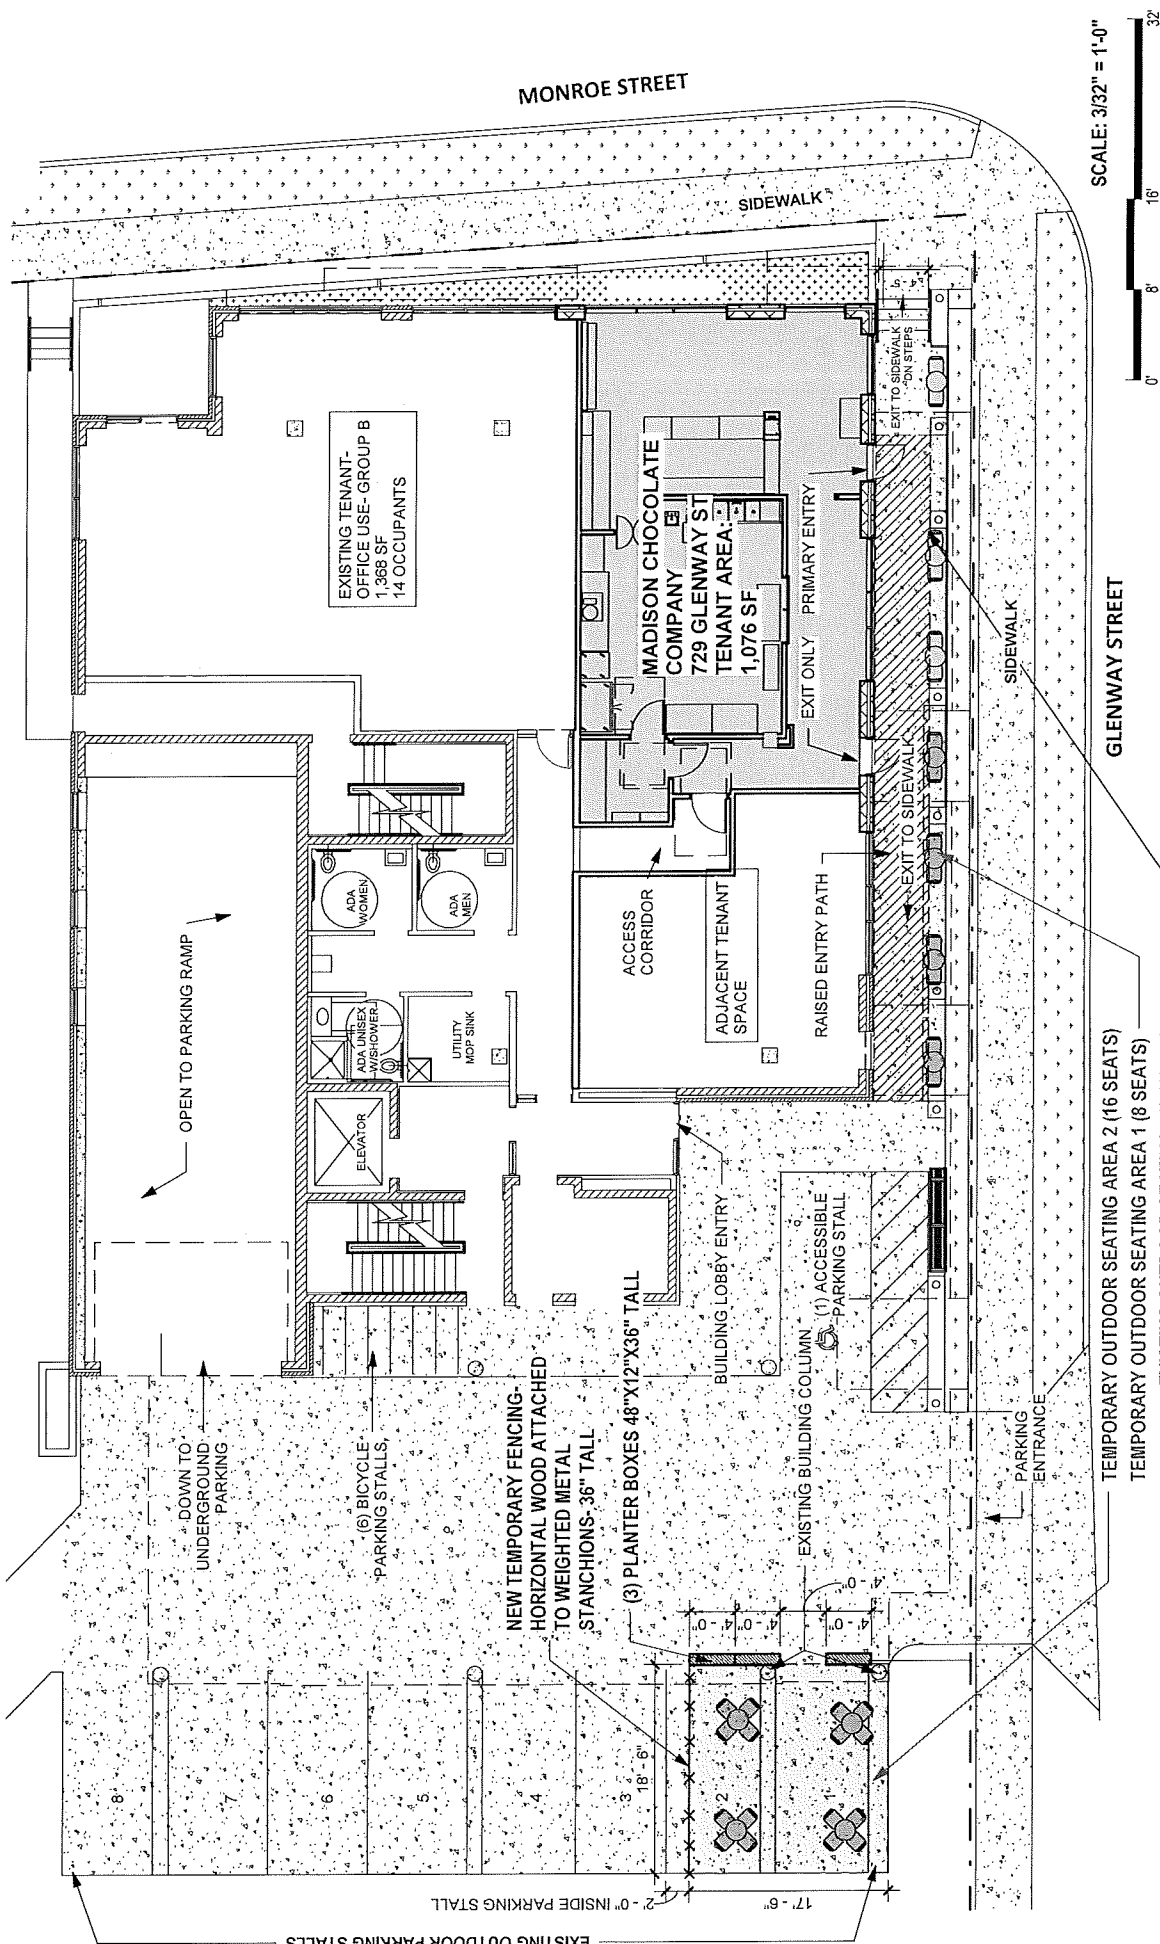 MONROE STREET
SIDEWALK
SCALE: 3/32" = 1'-0"
0'
8'
16'
32'
EXISTING TENANT-
OFFICE USE- GROUP B
1,368 SF
14 OCCUPANTS
MADISON CHOCOLATE
COMPANY
729 GLENWAY ST
TENANT AREA:
1,076 SF
EXIT ONLY
PRIMARY ENTRY
EXIT TO SIDEWALK
DN STEPS
EXIT TO SIDEWALK
SIDEWALK
GLENWAY STREET
OPEN TO PARKING RAMP
ADA
WOMEN
ADA
MEN
ADA UNISEX
W/SHOWER
UTILITY
MOP SINK
ELEVATOR
ACCESS
CORRIDOR
ADJACENT TENANT
SPACE
RAISED ENTRY PATH
BUILDING LOBBY ENTRY
(1) ACCESSIBLE
PARKING STALL
DOWN TO
UNDERGROUND
PARKING
(6) BICYCLE
PARKING STALLS
NEW TEMPORARY FENCING-
HORIZONTAL WOOD ATTACHED
TO WEIGHTED METAL
STANCHIONS- 36" TALL
(3) PLANTER BOXES 48"X12"X36" TALL
EXISTING BUILDING COLUMN
PARKING
ENTRANCE
4' - 0"
4' - 0"
4' - 0"
4' - 0"
8
7
6
5
4
3
2
1
18' - 6"
2' - 0" INSIDE PARKING STALL
17' - 6"
EXISTING OUTDOOR PARKING STALLS
TEMPORARY OUTDOOR SEATING AREA 2 (16 SEATS)
TEMPORARY OUTDOOR SEATING AREA 1 (8 SEATS)